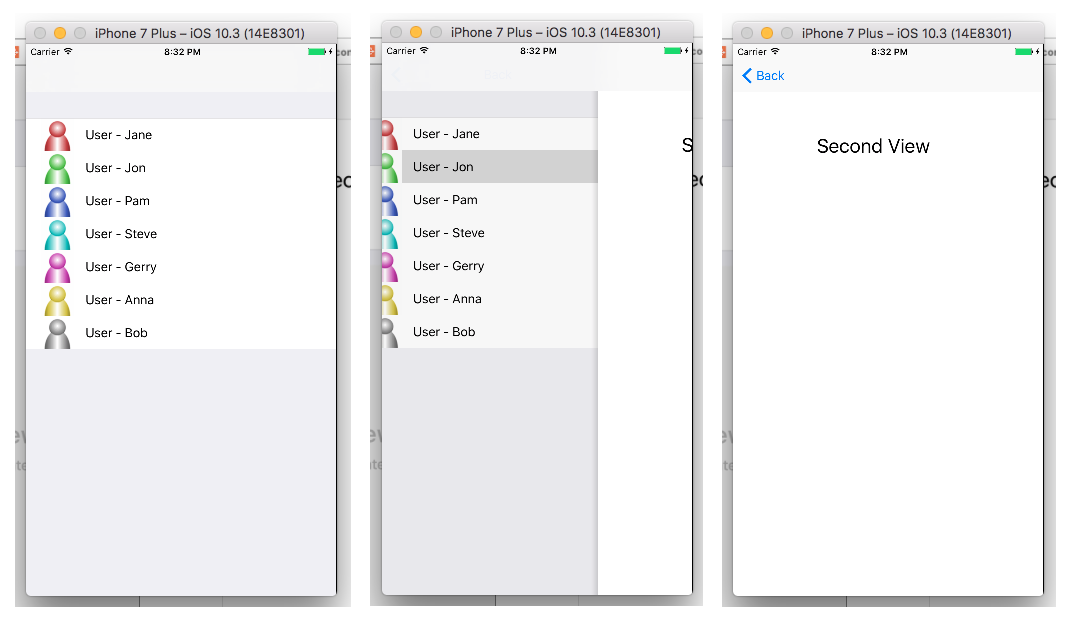 iPhone 7 Plus – iOS 10.3 (14E8301)
Carrier 8:32 PM
User - Jane
User - Jon
User - Pam
User - Steve
User - Gerry
User - Anna
User - Bob
iPhone 7 Plus – iOS 10.3 (14E8301)
Carrier 8:32 PM
S
User - Jane
User - Jon
User - Pam
User - Steve
User - Gerry
User - Anna
User - Bob
iPhone 7 Plus – iOS 10.3 (14E8301)
Carrier 8:32 PM
Back
Second View